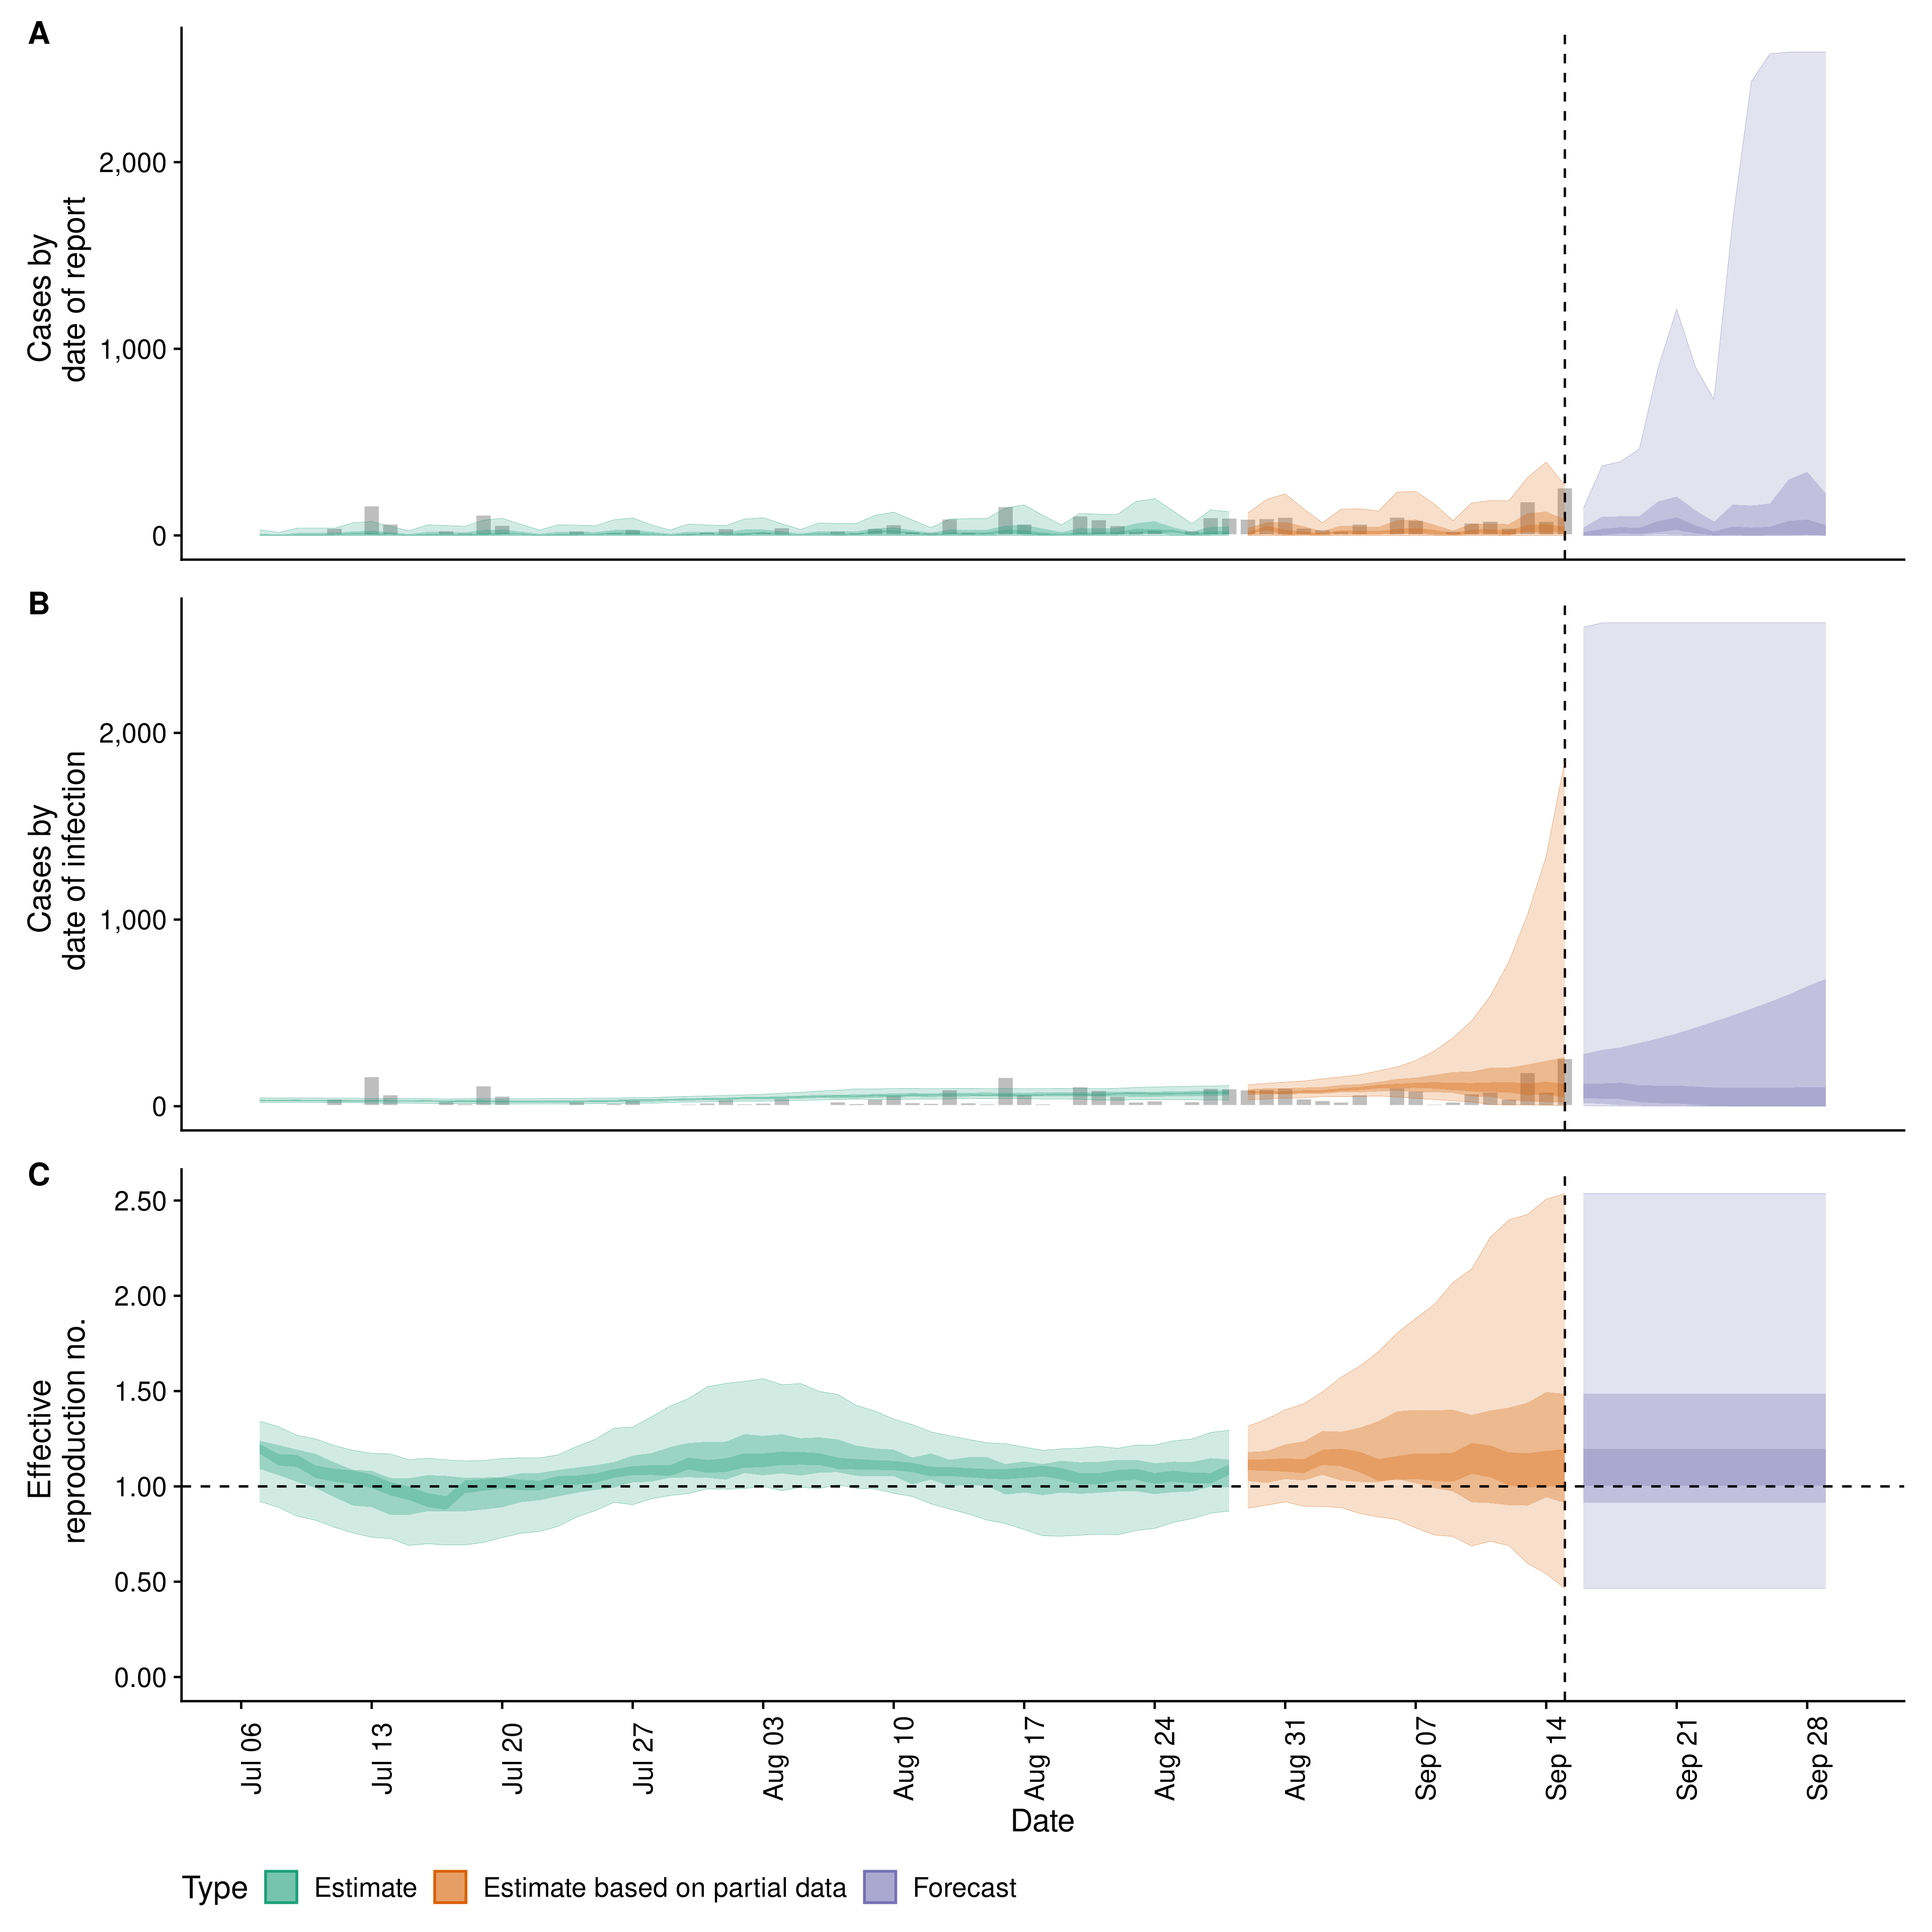 A
Cases by
date of report
2,000
1,000
0
B
Cases by
date of infection
2,000
1,000
0
C
Effective
reproduction no.
2.50
2.00
1.50
1.00
0.50
0.00
Jul 06 Jul 13 Jul 20 Jul 27 Aug 03 Aug 10 Aug 17 Aug 24 Aug 31 Sep 07 Sep 14 Sep 21 Sep 28
Date
Type Estimate Estimate based on partial data Forecast